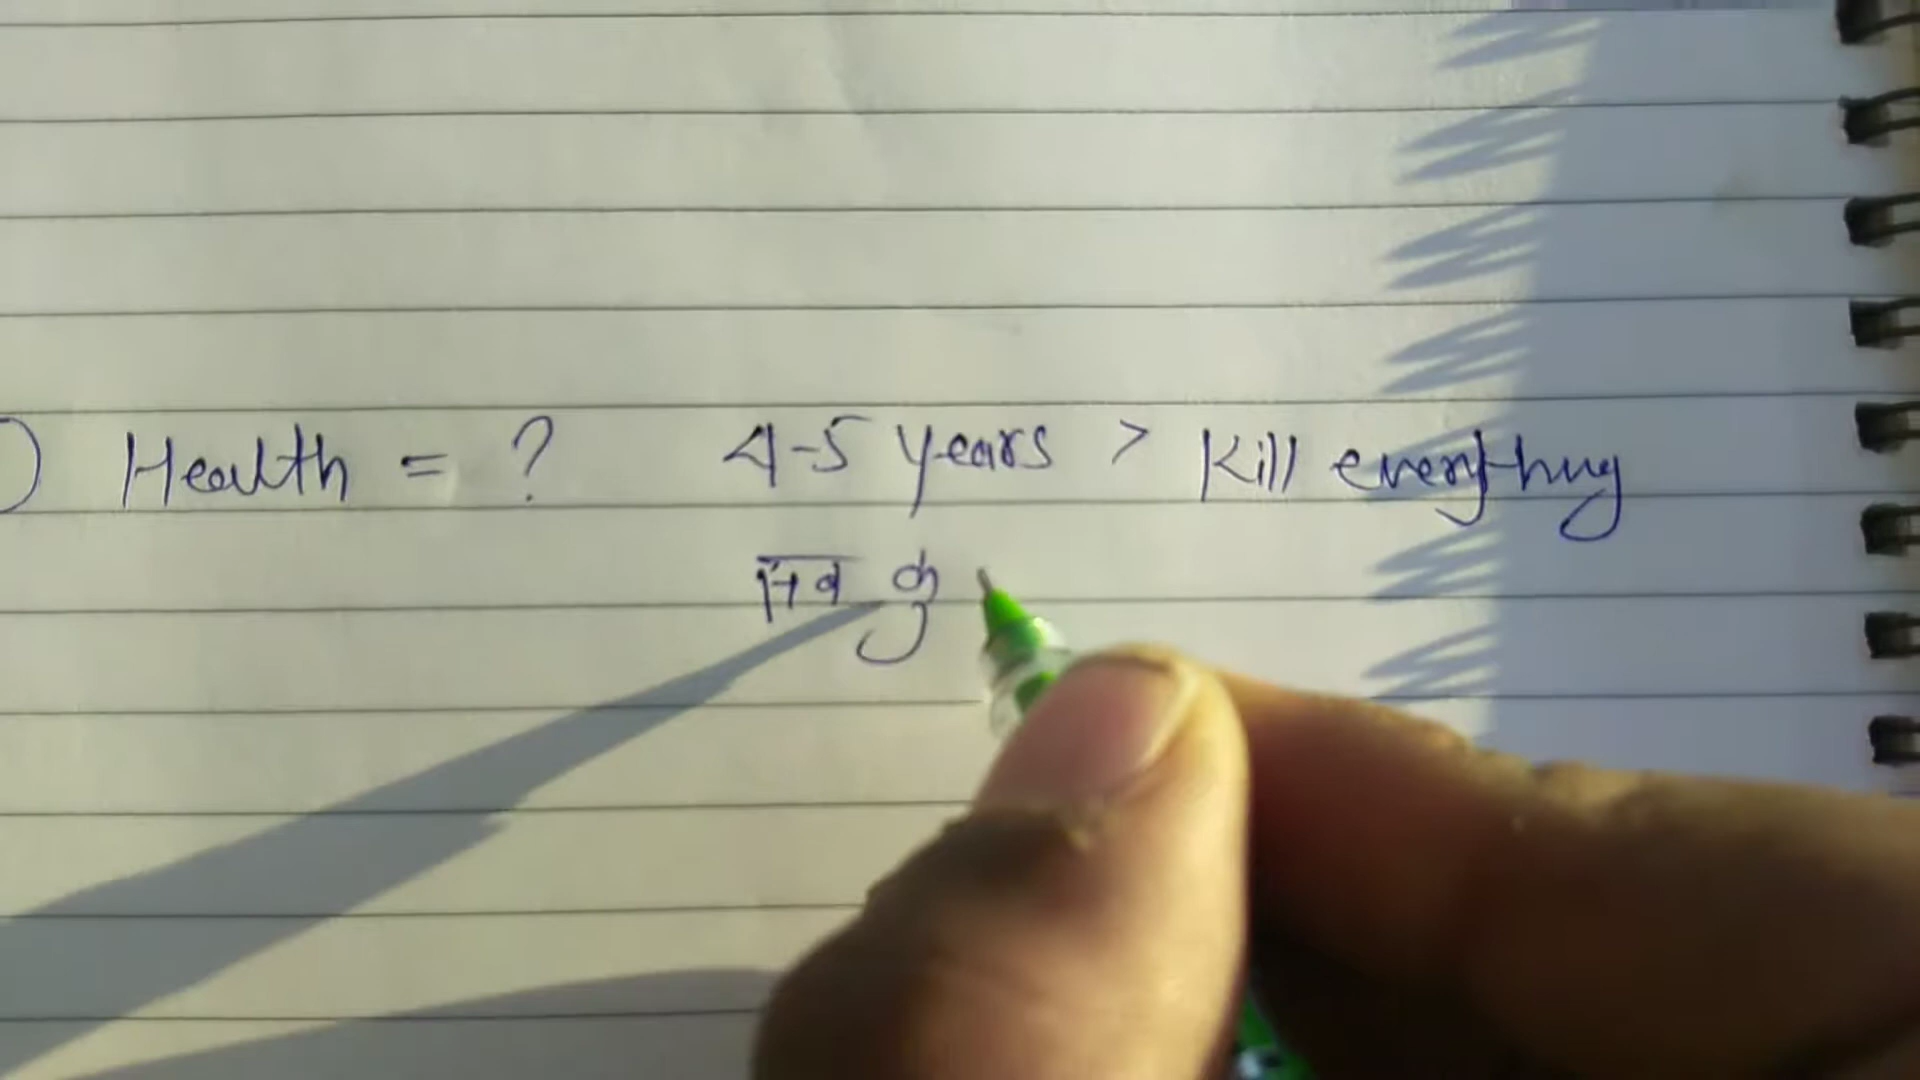 ) Health = ? 4-5 years > Kill everything